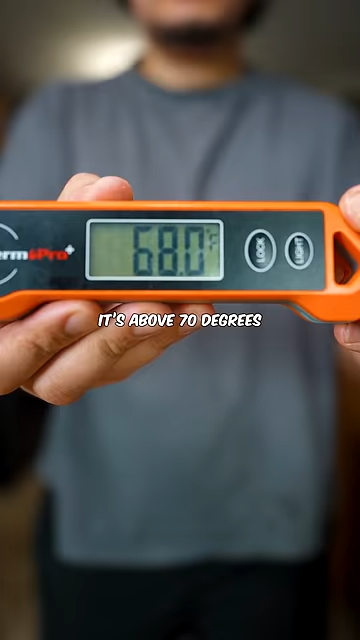 ermoPro+
68.0°F
LOCK
LIGHT
IT'S ABOVE 70 DEGREES